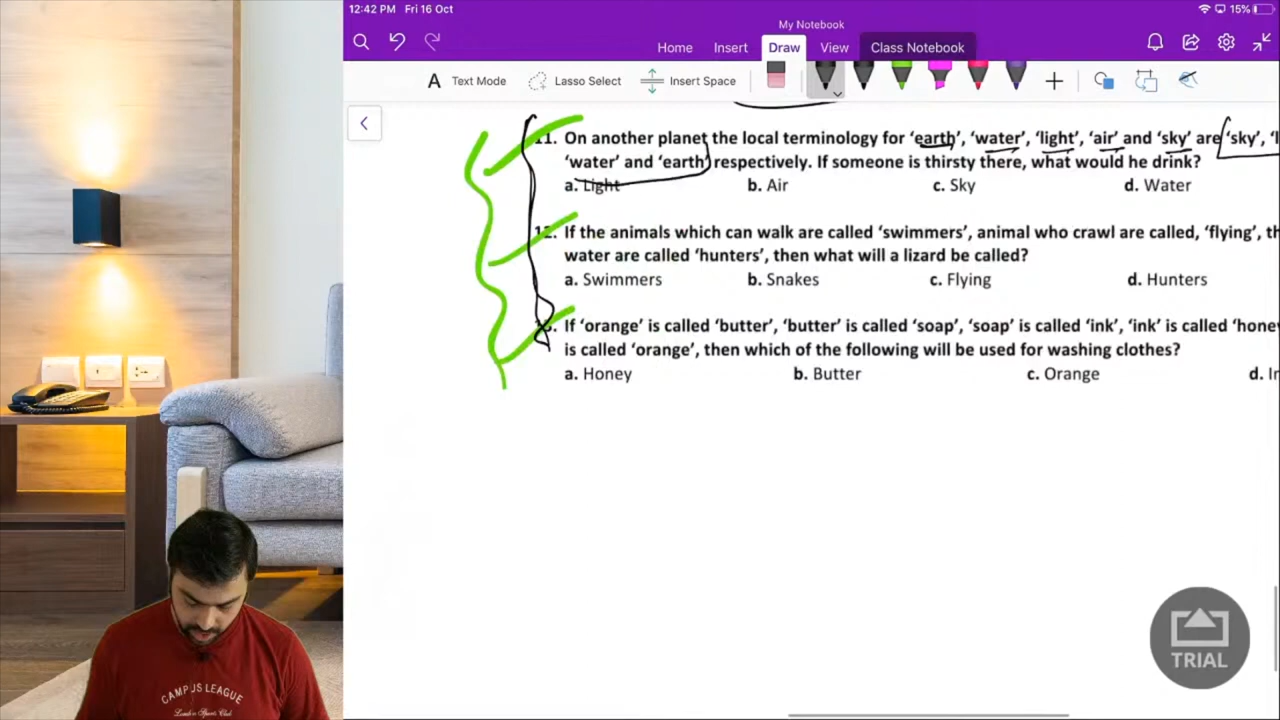 12:42 PM Fri 16 Oct
15%
My Notebook
Home Insert Draw View Class Notebook
A Text Mode Lasso Select Insert Space
11. On another planet the local terminology for ‘earth’, ‘water’, ‘light’, ‘air’ and ‘sky’ are ‘sky’,
‘water’ and ‘earth’ respectively. If someone is thirsty there, what would he drink?
a. Light b. Air c. Sky d. Water
12. If the animals which can walk are called ‘swimmers’, animal who crawl are called, ‘flying’,
water are called ‘hunters’, then what will a lizard be called?
a. Swimmers b. Snakes c. Flying d. Hunters
If ‘orange’ is called ‘butter’, ‘butter’ is called ‘soap’, ‘soap’ is called ‘ink’, ‘ink’ is called
is called ‘orange’, then which of the following will be used for washing clothes?
a. Honey b. Butter c. Orange d.
TRIAL
CAMPUS LEAGUE
London Sports Club